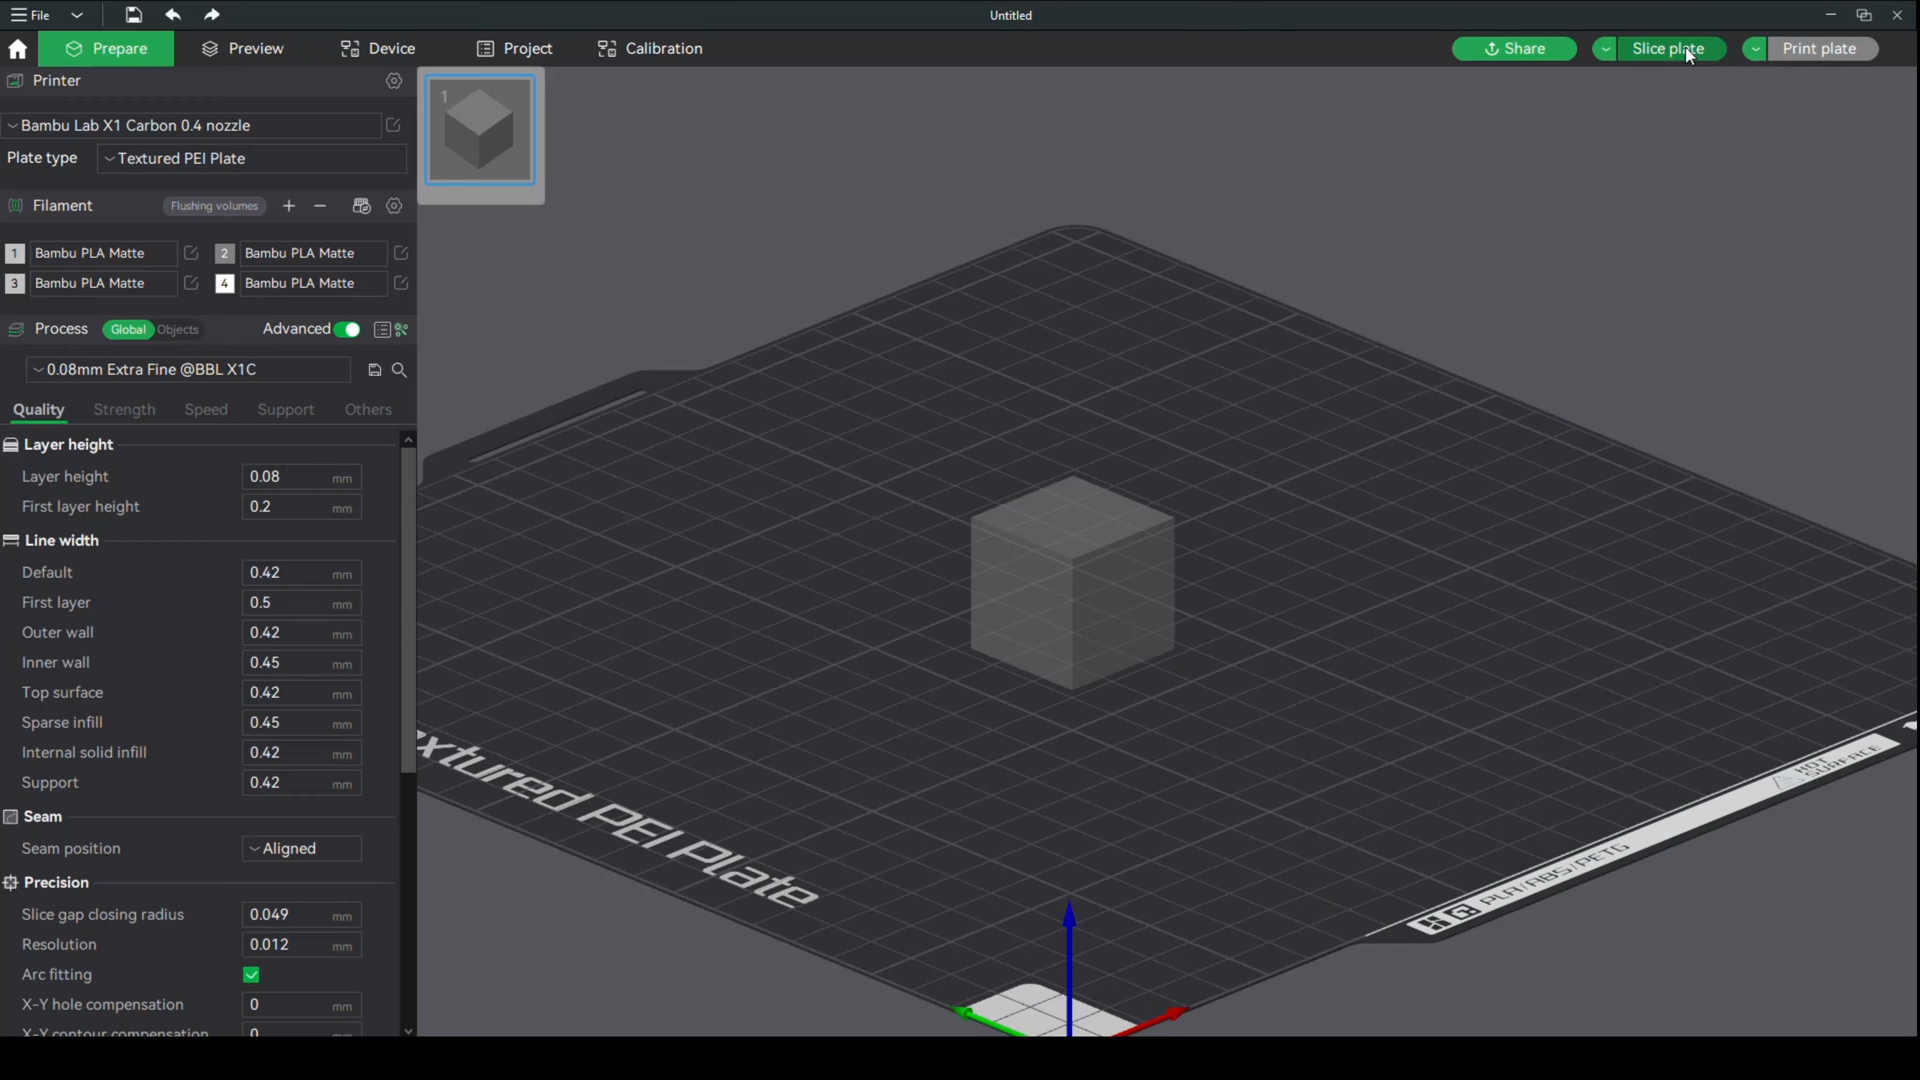 File
Untitled
Prepare
Preview
Device
Project
Calibration
Share
Slice plate
Print plate
Printer
Bambu Lab X1 Carbon 0.4 nozzle
Plate type
Textured PEI Plate
Filament
Flushing volumes
1 Bambu PLA Matte
2 Bambu PLA Matte
3 Bambu PLA Matte
4 Bambu PLA Matte
Process
Global
Objects
Advanced
0.08mm Extra Fine @BBL X1C
Quality
Strength
Speed
Support
Others
Layer height
Layer height 0.08 mm
First layer height 0.2 mm
Line width
Default 0.42 mm
First layer 0.5 mm
Outer wall 0.42 mm
Inner wall 0.45 mm
Top surface 0.42 mm
Sparse infill 0.45 mm
Internal solid infill 0.42 mm
Support 0.42 mm
Seam
Seam position Aligned
Precision
Slice gap closing radius 0.049 mm
Resolution 0.012 mm
Arc fitting
X-Y hole compensation 0 mm
X-Y contour compensation 0
1
extured PEI Plate
HOT
SURFACE
PLA/ABS/PETG